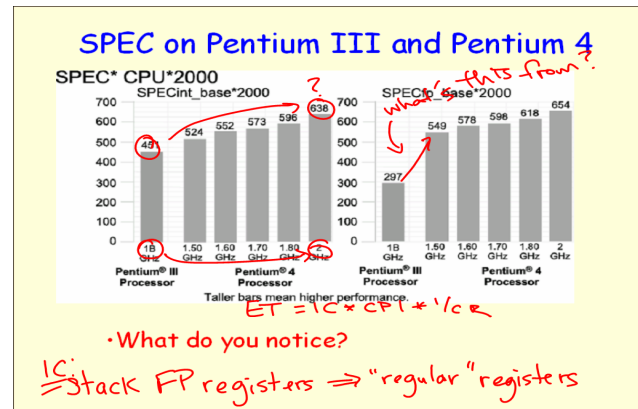 SPEC on Pentium III and Pentium 4
SPEC* CPU*2000
SPECint_base*2000
?
SPECfp_base*2000
what's this from?
700
600
500
400
300
200
100
0
451
524
552
573
596
638
1B GHz
1.50 GHz
1.60 GHz
1.70 GHz
1.80 GHz
2 GHz
Pentium® III Processor
Pentium® 4 Processor
700
600
500
400
300
200
100
0
297
549
578
598
618
654
1B GHz
1.50 GHz
1.60 GHz
1.70 GHz
1.80 GHz
2 GHz
Pentium® III Processor
Pentium® 4 Processor
Taller bars mean higher performance.
ET = IC * CPI * 1/CR
•What do you notice?
IC: Stack FP registers ⇒ "regular" registers